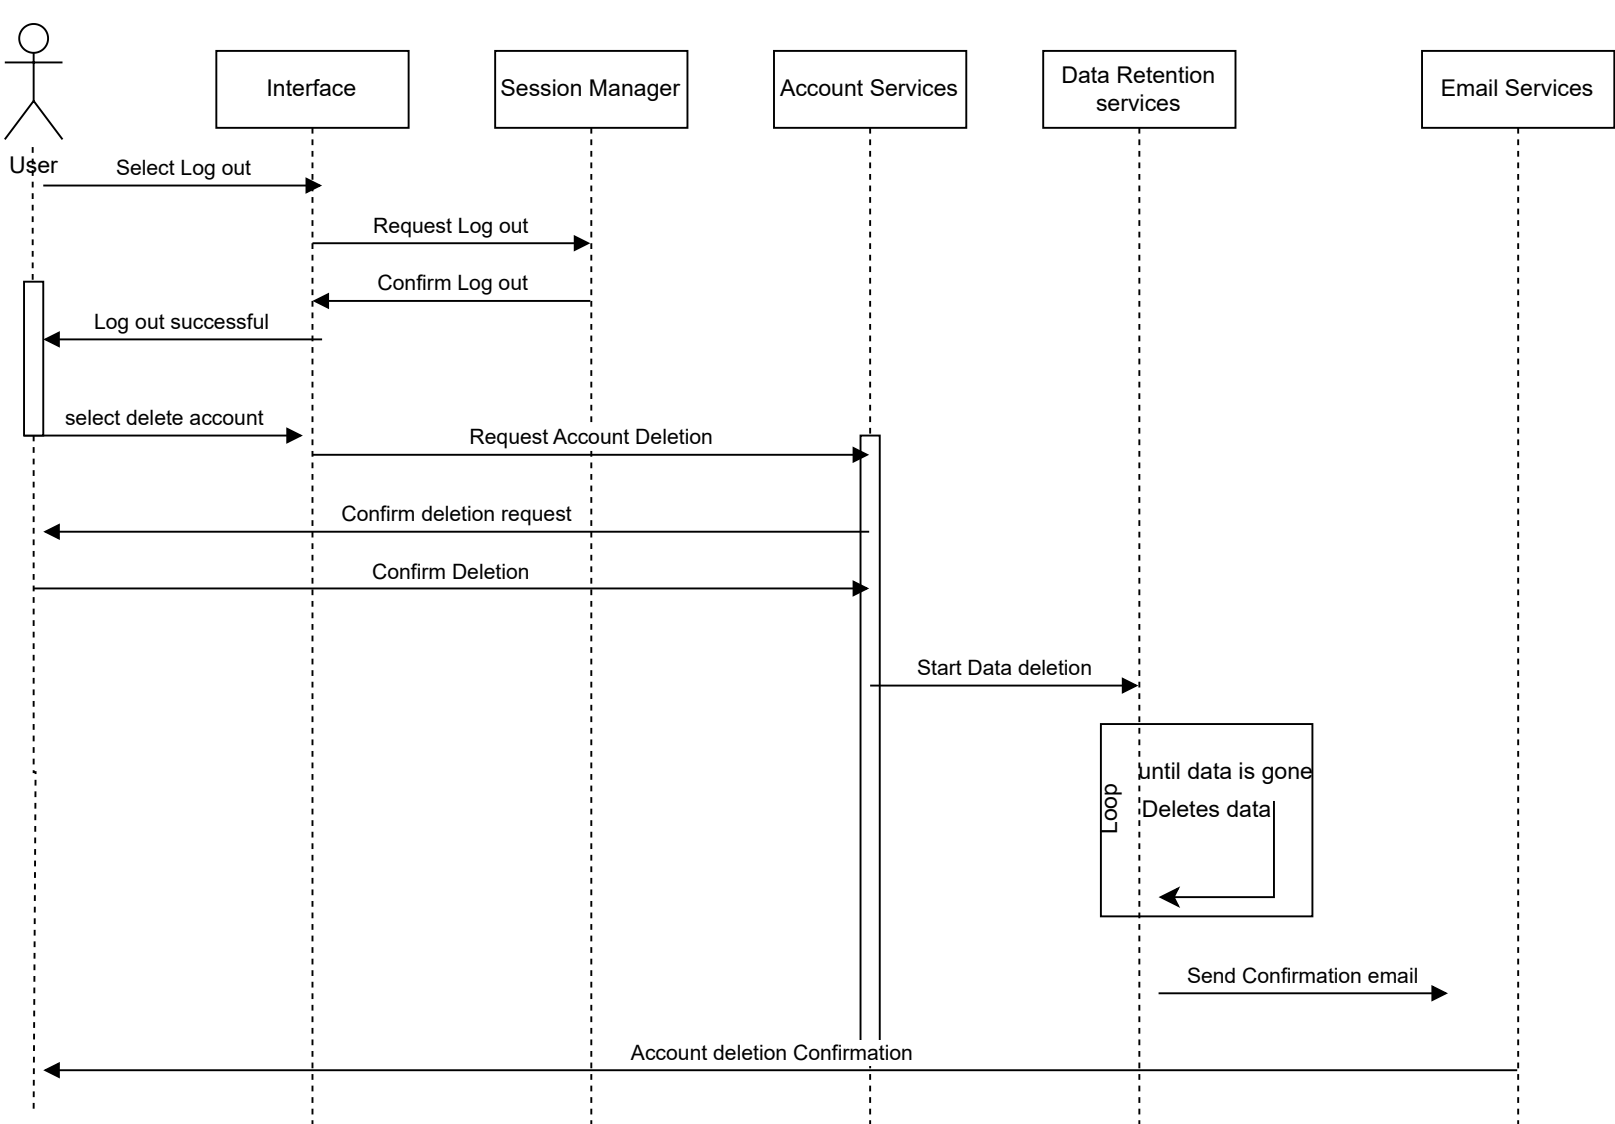 Interface
Session Manager
Account Services
Data Retention
services
Email Services
User
Select Log out
Request Log out
Confirm Log out
Log out successful
select delete account
Request Account Deletion
Confirm deletion request
Confirm Deletion
Start Data deletion
until data is gone
Loop
Deletes data
Send Confirmation email
Account deletion Confirmation